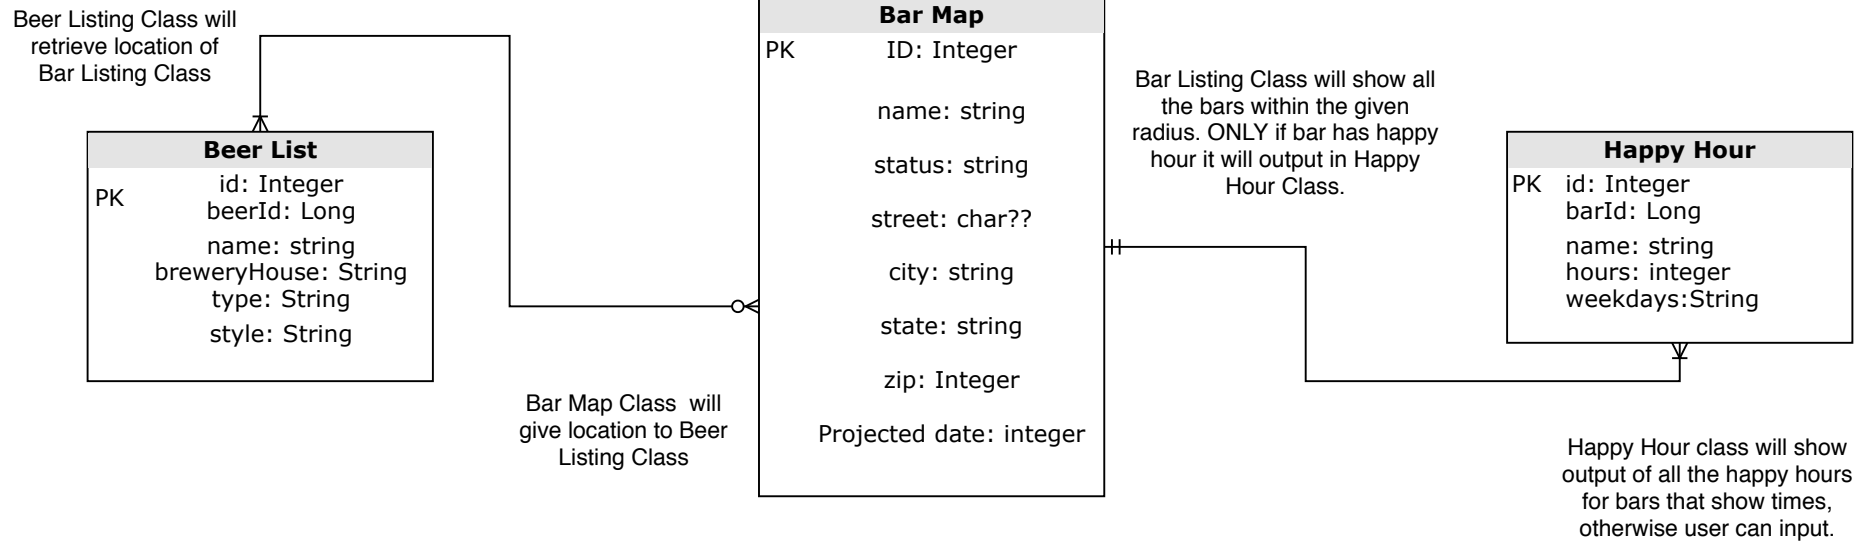 Beer Listing Class will
retrieve location of
Bar Listing Class
Beer List
PK
id: Integer
beerId: Long
name: string
breweryHouse: String
type: String
style: String
Bar Map Class will
give location to Beer
Listing Class
Bar Map
PK
ID: Integer
name: string
status: string
street: char??
city: string
state: string
zip: Integer
Projected date: integer
Bar Listing Class will show all
the bars within the given
radius. ONLY if bar has happy
hour it will output in Happy
Hour Class.
Happy Hour
PK
id: Integer
barId: Long
name: string
hours: integer
weekdays:String
Happy Hour class will show
output of all the happy hours
for bars that show times,
otherwise user can input.